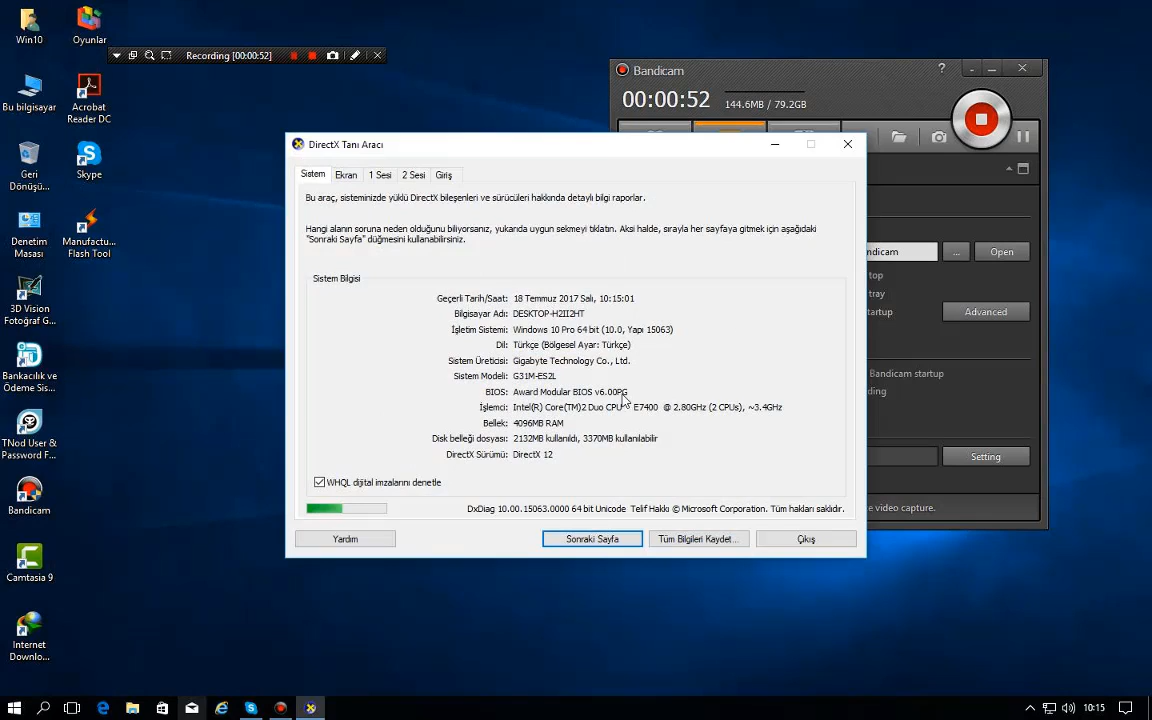 Win10
Oyunlar
Recording [00:00:52]
Bu bilgisayar
Acrobat
Reader DC
Geri
Dönüşü...
Skype
Denetim
Masası
Manufactu...
Flash Tool
3D Vision
Fotoğraf G...
Bankacılık ve
Ödeme Sis...
TNod User &
Password F...
Bandicam
Camtasia 9
Internet
Downlo...
Bandicam
?
00:00:52
144.6MB / 79.2GB
ndicam
...
Open
top
tray
startup
Advanced
Bandicam startup
ding
Setting
e video capture.
DirectX Tanı Aracı
Sistem
Ekran
1 Sesi
2 Sesi
Giriş
Bu araç, sisteminizde yüklü DirectX bileşenleri ve sürücüleri hakkında detaylı bilgi raporlar.
Hangi alanın soruna neden olduğunu biliyorsanız, yukarıda uygun sekmeyi tıklatın. Aksi halde, sırayla her sayfaya gitmek için aşağıdaki
"Sonraki Sayfa" düğmesini kullanabilirsiniz.
Sistem Bilgisi
Geçerli Tarih/Saat: 18 Temmuz 2017 Salı, 10:15:01
Bilgisayar Adı: DESKTOP-H2II2HT
İşletim Sistemi: Windows 10 Pro 64 bit (10.0, Yapı 15063)
Dil: Türkçe (Bölgesel Ayar: Türkçe)
Sistem Üreticisi: Gigabyte Technology Co., Ltd.
Sistem Modeli: G31M-ES2L
BIOS: Award Modular BIOS v6.00PG
İşlemci: Intel(R) Core(TM)2 Duo CPU E7400 @ 2.80GHz (2 CPUs), ~3.4GHz
Bellek: 4096MB RAM
Disk belleği dosyası: 2132MB kullanıldı, 3370MB kullanılabilir
DirectX Sürümü: DirectX 12
WHQL dijital imzalarını denetle
DxDiag 10.00.15063.0000 64 bit Unicode Telif Hakkı © Microsoft Corporation. Tüm hakları saklıdır.
Yardım
Sonraki Sayfa
Tüm Bilgileri Kaydet...
Çıkış
10:15